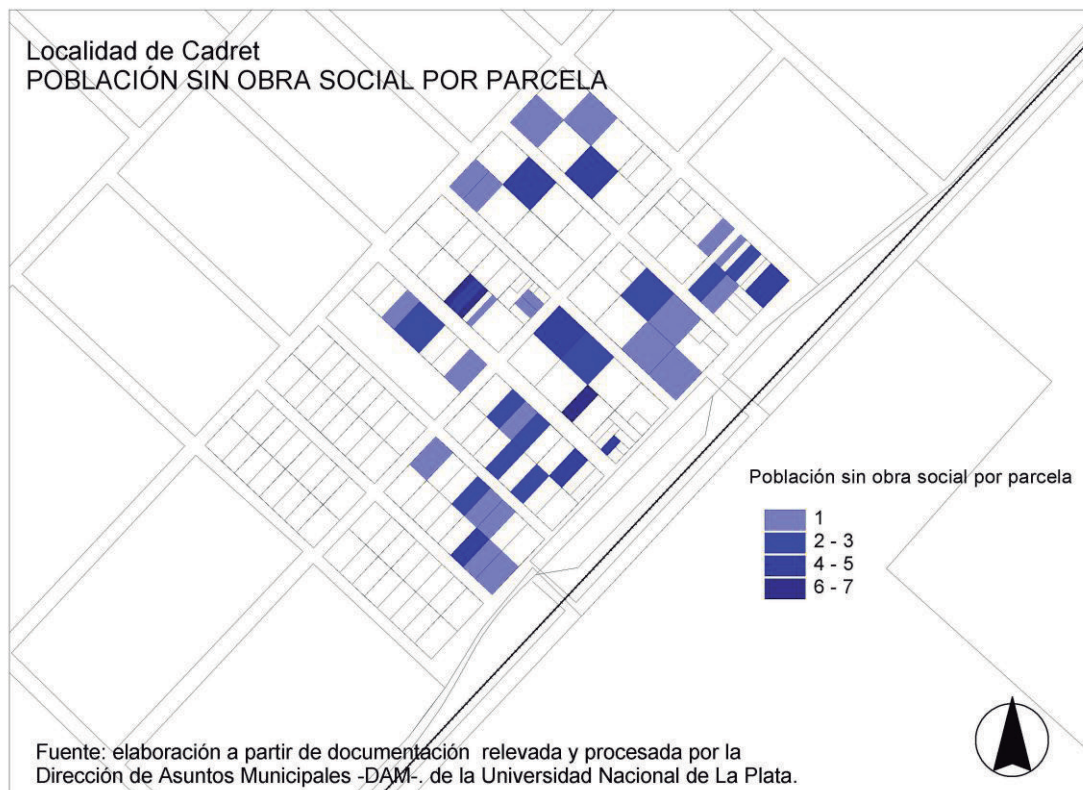 Localidad de Cadret
POBLACIÓN SIN OBRA SOCIAL POR PARCELA
Población sin obra social por parcela
1
2 - 3
4 - 5
6 - 7
Fuente: elaboración a partir de documentación relevada y procesada por la
Dirección de Asuntos Municipales -DAM-. de la Universidad Nacional de La Plata.